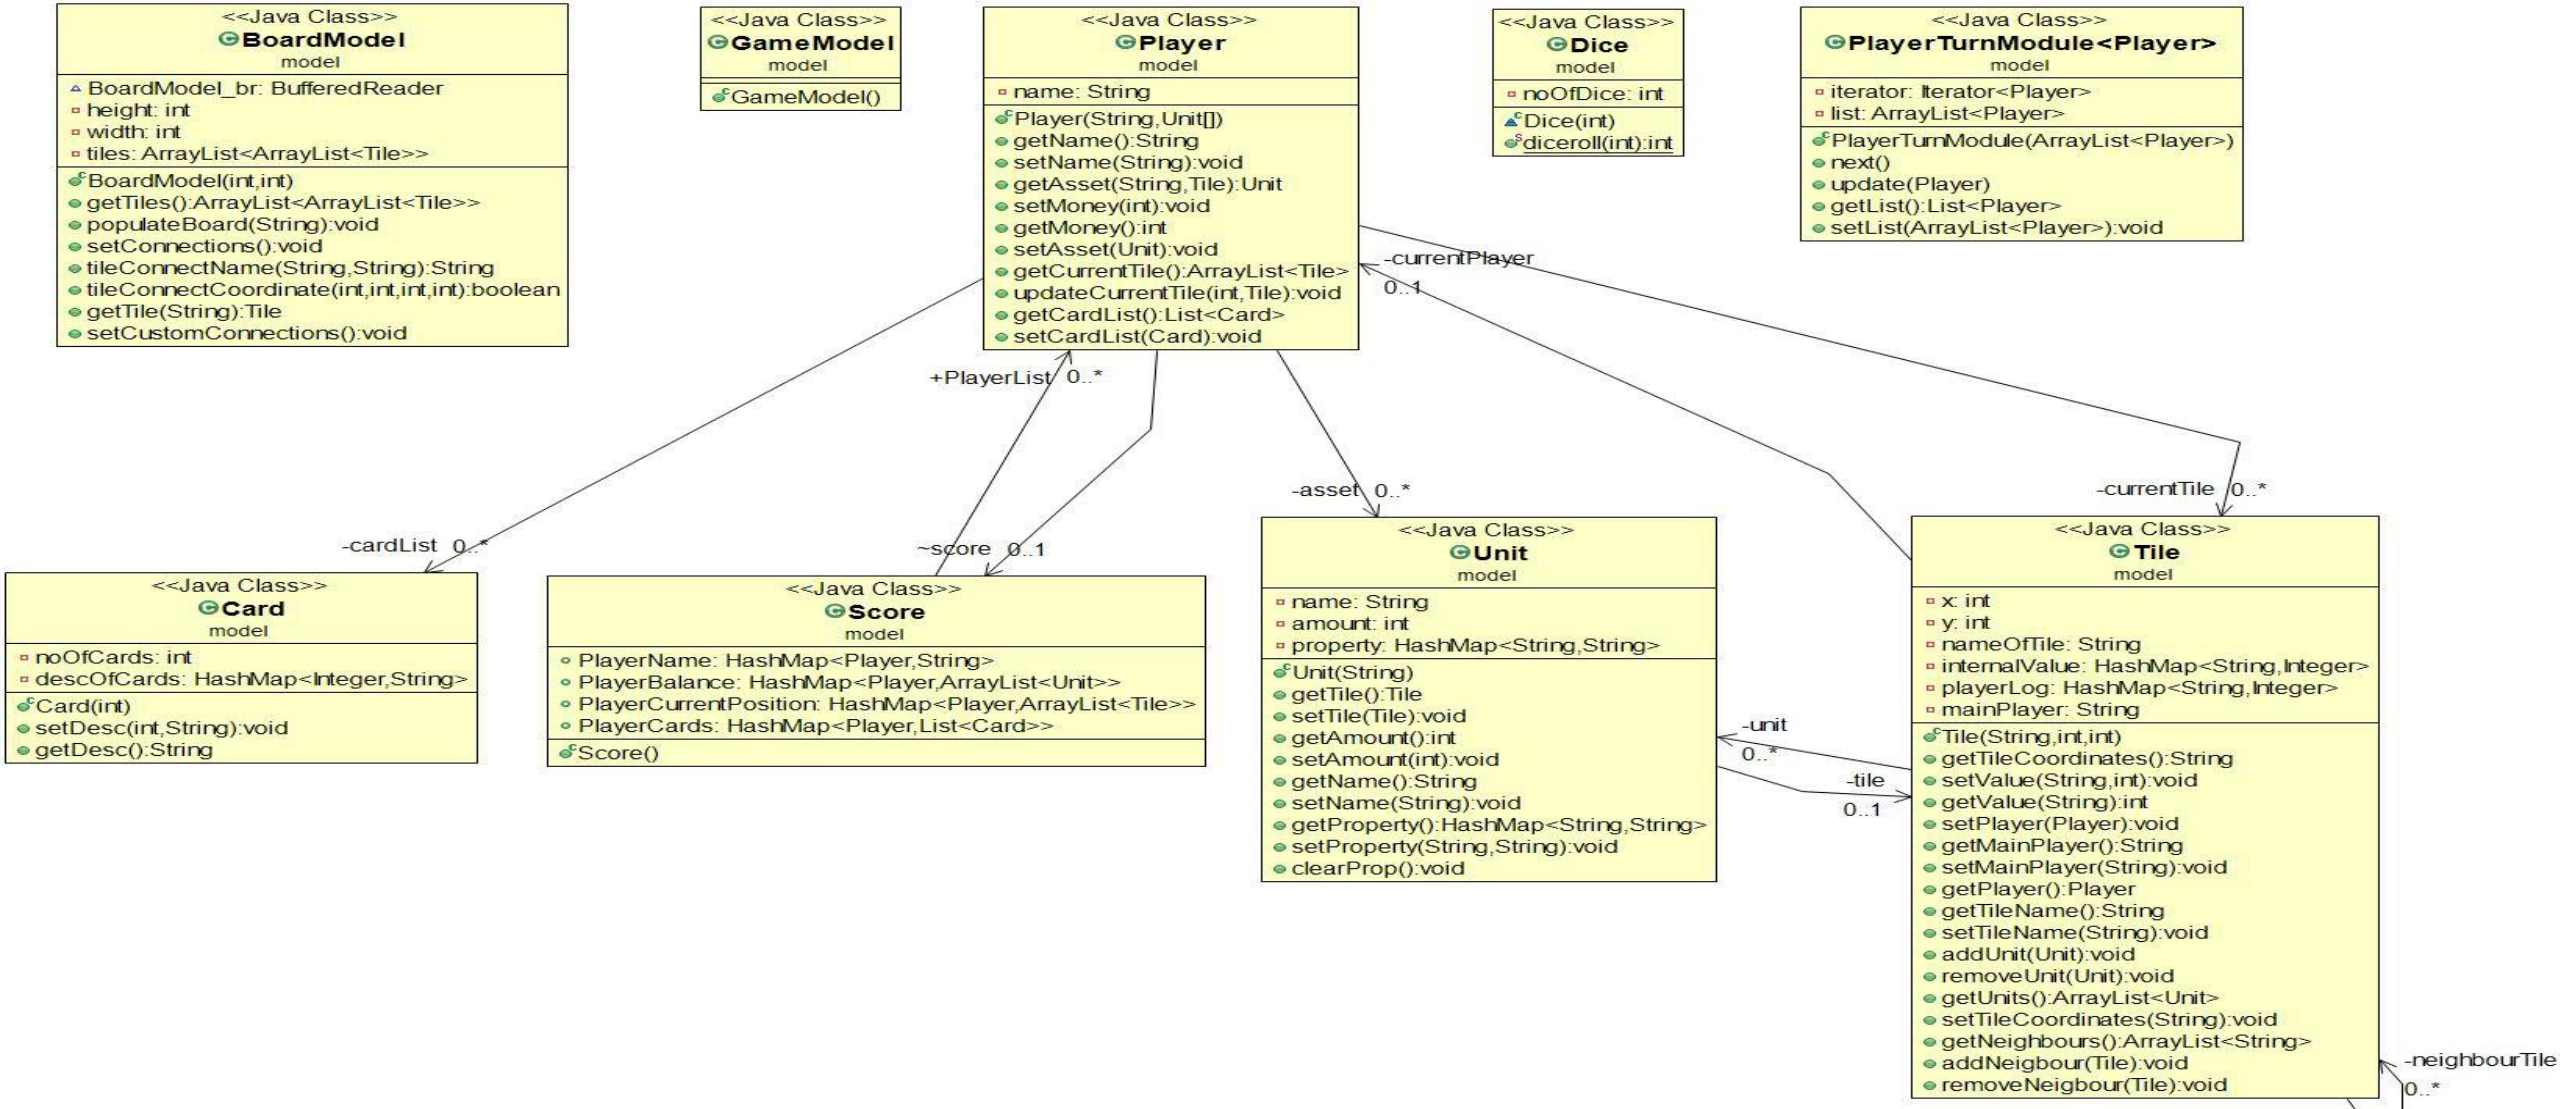 <<Java Class>>
BoardModel
model
BoardModel_br: BufferedReader
height: int
width: int
tiles: ArrayList<ArrayList<Tile>>
BoardModel(int,int)
getTiles():ArrayList<ArrayList<Tile>>
populateBoard(String):void
setConnections():void
tileConnectName(String,String):String
tileConnectCoordinate(int,int,int,int):boolean
getTile(String):Tile
setCustomConnections():void
<<Java Class>>
GameModel
model
GameModel()
<<Java Class>>
Player
model
name: String
Player(String,Unit[])
getName():String
setName(String):void
getAsset(String,Tile):Unit
setMoney(int):void
getMoney():int
setAsset(Unit):void
getCurrentTile():ArrayList<Tile>
updateCurrentTile(int,Tile):void
getCardList():List<Card>
setCardList(Card):void
<<Java Class>>
Dice
model
noOfDice: int
Dice(int)
diceroll(int):int
<<Java Class>>
PlayerTurnModule<Player>
model
iterator: Iterator<Player>
list: ArrayList<Player>
PlayerTurnModule(ArrayList<Player>)
next()
update(Player)
getList():List<Player>
setList(ArrayList<Player>):void
-currentPlayer
0..1
+PlayerList 0..*
-asset 0..*
-currentTile 0..*
-cardList 0..*
~score 0..1
<<Java Class>>
Card
model
noOfCards: int
descOfCards: HashMap<Integer,String>
Card(int)
setDesc(int,String):void
getDesc():String
<<Java Class>>
Score
model
PlayerName: HashMap<Player,String>
PlayerBalance: HashMap<Player,ArrayList<Unit>>
PlayerCurrentPosition: HashMap<Player,ArrayList<Tile>>
PlayerCards: HashMap<Player,List<Card>>
Score()
<<Java Class>>
Unit
model
name: String
amount: int
property: HashMap<String,String>
Unit(String)
getTile():Tile
setTile(Tile):void
getAmount():int
setAmount(int):void
getName():String
setName(String):void
getProperty():HashMap<String,String>
setProperty(String,String):void
clearProp():void
-unit
0..*
-tile
0..1
<<Java Class>>
Tile
model
x: int
y: int
nameOfTile: String
internalValue: HashMap<String,Integer>
playerLog: HashMap<String,Integer>
mainPlayer: String
Tile(String,int,int)
getTileCoordinates():String
setValue(String,int):void
getValue(String):int
setPlayer(Player):void
getMainPlayer():String
setMainPlayer(String):void
getPlayer():Player
getTileName():String
setTileName(String):void
addUnit(Unit):void
removeUnit(Unit):void
getUnits():ArrayList<Unit>
setTileCoordinates(String):void
getNeighbours():ArrayList<String>
addNeigbour(Tile):void
removeNeigbour(Tile):void
-neighbourTile
0..*